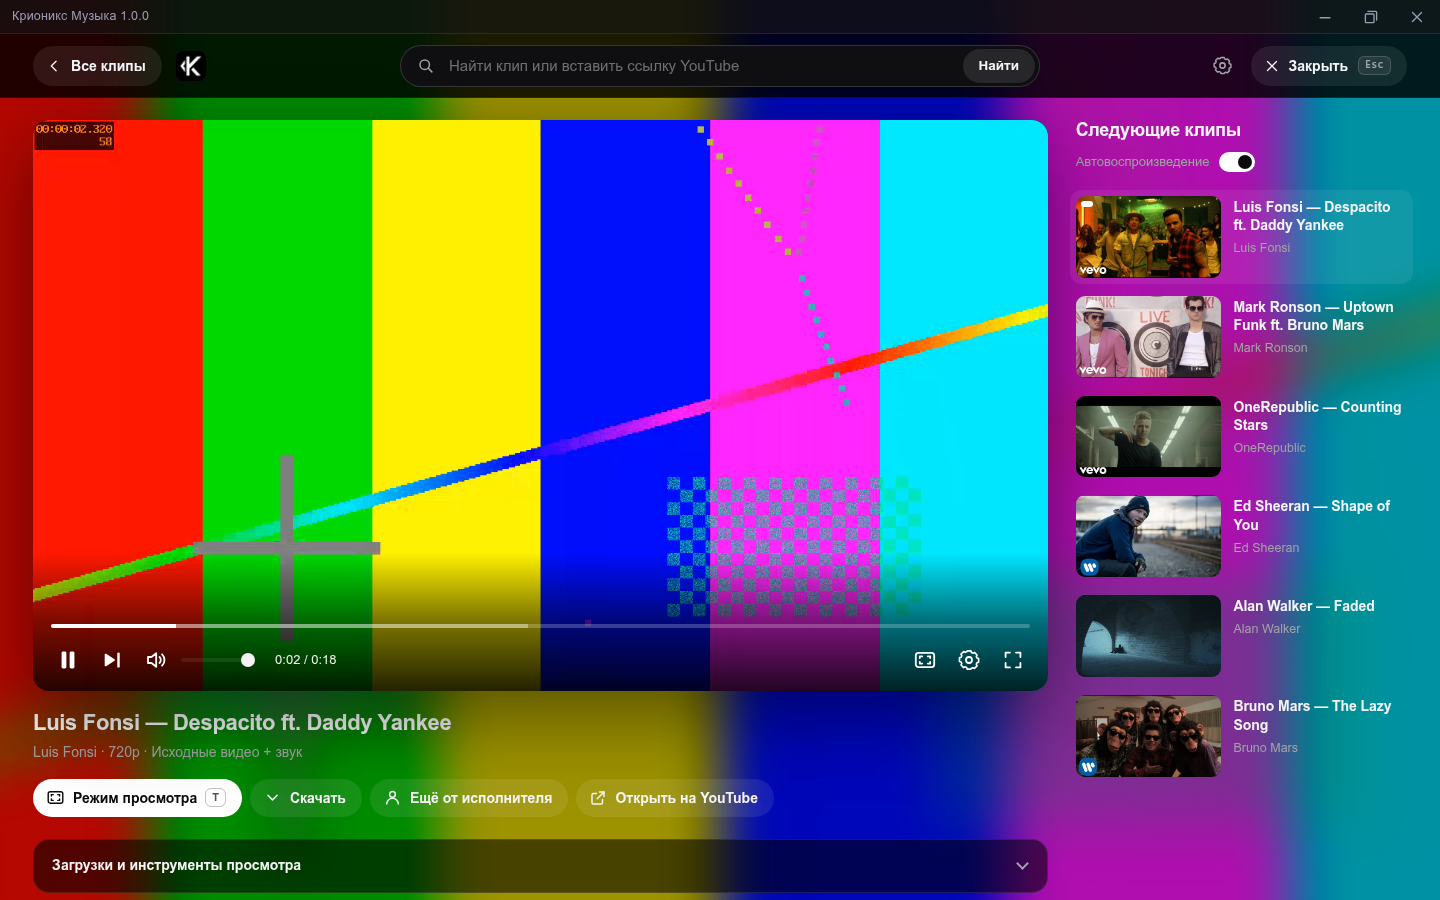 Крионикс Музыка 1.0.0
Все клипы
Найти клип или вставить ссылку YouTube
Найти
Закрыть Esc
00:00:02.320
58
0:02 / 0:18
Luis Fonsi — Despacito ft. Daddy Yankee
Luis Fonsi · 720p · Исходные видео + звук
Режим просмотра T
Скачать
Ещё от исполнителя
Открыть на YouTube
Загрузки и инструменты просмотра
Следующие клипы
Автовоспроизведение
vevo
Luis Fonsi — Despacito
ft. Daddy Yankee
Luis Fonsi
LIVE
vevo
Mark Ronson — Uptown
Funk ft. Bruno Mars
Mark Ronson
vevo
OneRepublic — Counting
Stars
OneRepublic
Ed Sheeran — Shape of
You
Ed Sheeran
Alan Walker — Faded
Alan Walker
Bruno Mars — The Lazy
Song
Bruno Mars